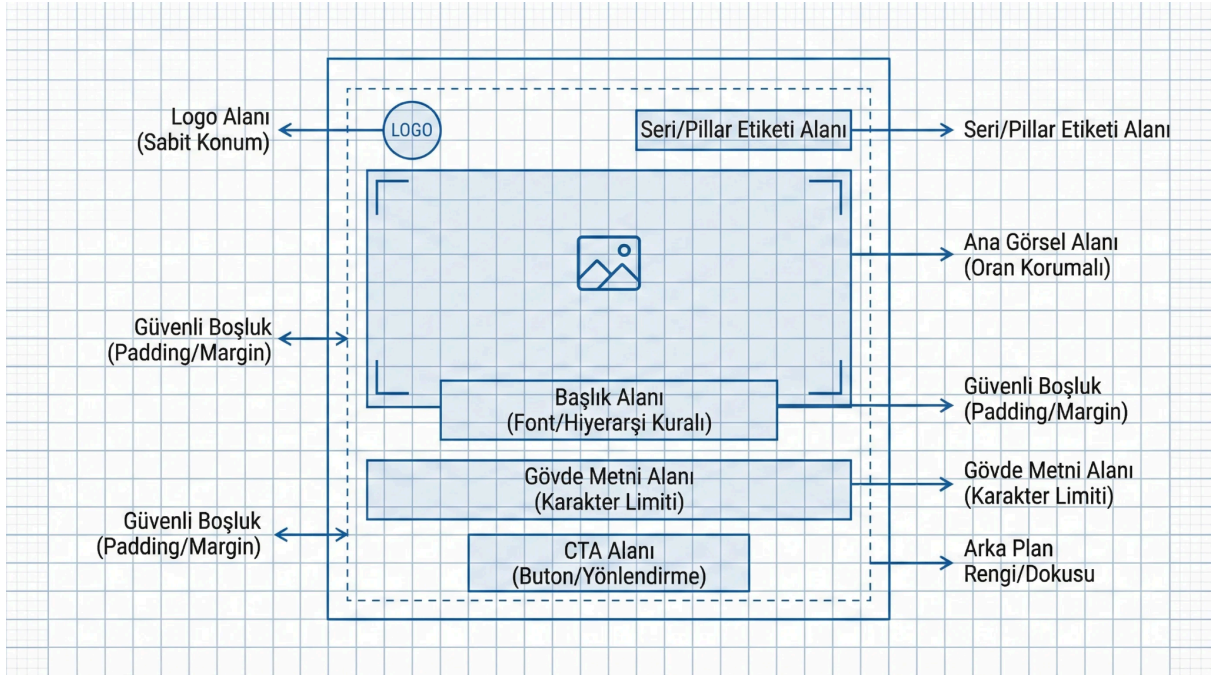 Logo Alanı
(Sabit Konum)
LOGO
Seri/Pillar Etiketi Alanı
Seri/Pillar Etiketi Alanı
Ana Görsel Alanı
(Oran Korumalı)
Güvenli Boşluk
(Padding/Margin)
Başlık Alanı
(Font/Hiyerarşi Kuralı)
Güvenli Boşluk
(Padding/Margin)
Gövde Metni Alanı
(Karakter Limiti)
Gövde Metni Alanı
(Karakter Limiti)
Güvenli Boşluk
(Padding/Margin)
CTA Alanı
(Buton/Yönlendirme)
Arka Plan
Rengi/Dokusu